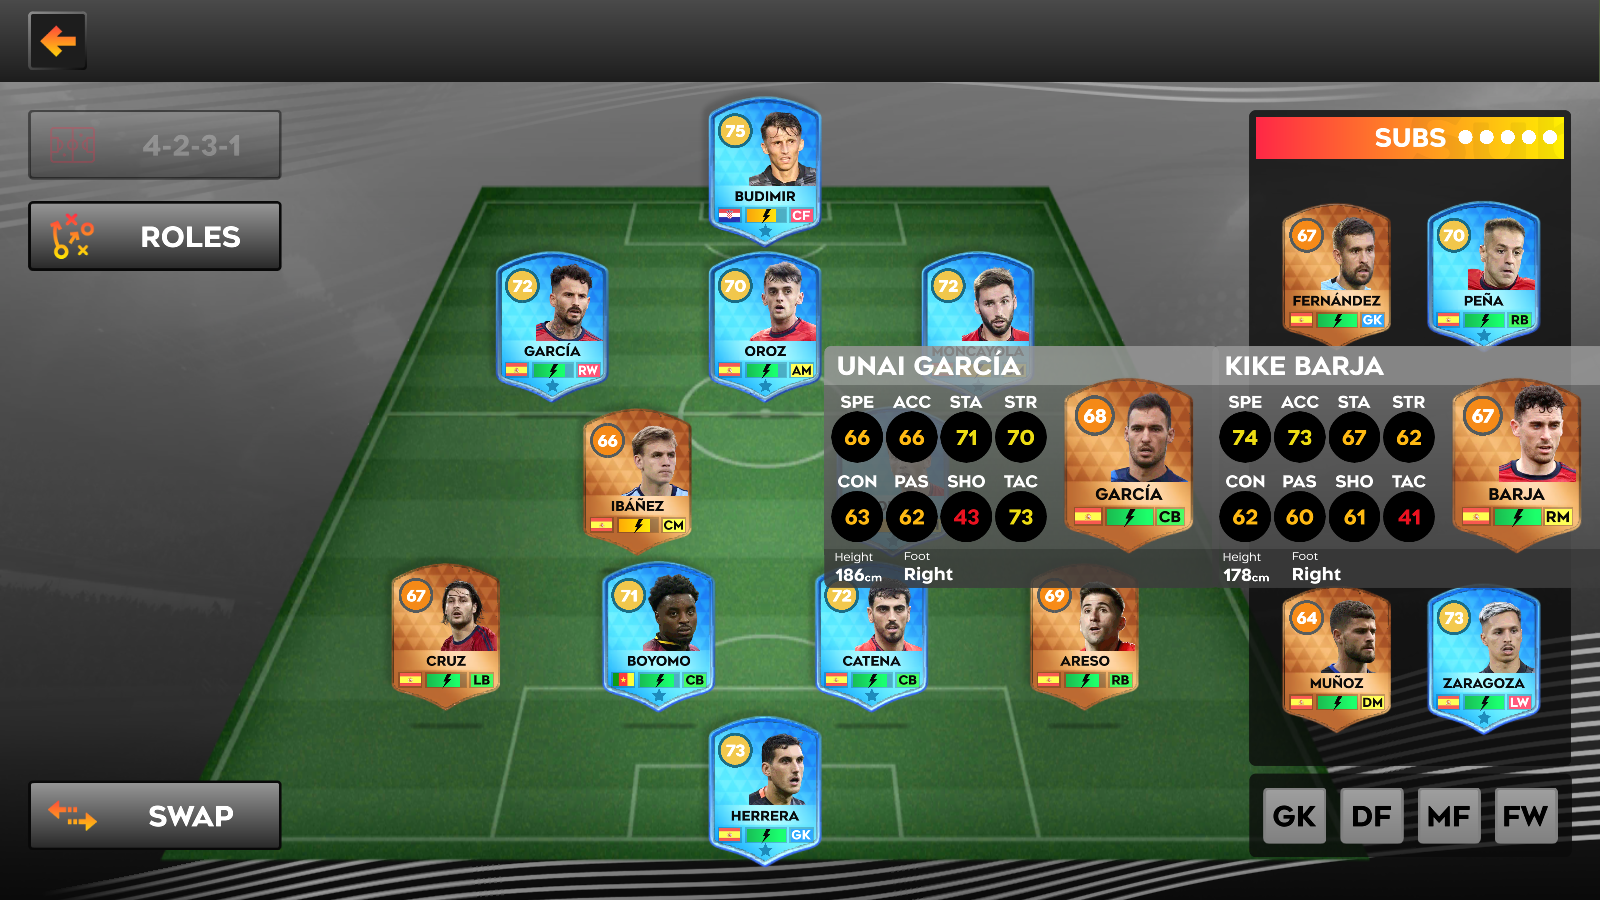 4-2-3-1
ROLES
SWAP
75
BUDIMIR
CF
72
GARCÍA
RW
70
OROZ
AM
72
MONCAYOLA
66
IBÁÑEZ
CM
67
CRUZ
LB
71
BOYOMO
CB
72
CATENA
CB
69
ARESO
RB
73
HERRERA
GK
SUBS
67
FERNÁNDEZ
GK
70
PEÑA
RB
UNAI GARCÍA
SPE ACC STA STR
66 66 71 70
CON PAS SHO TAC
63 62 43 73
Height Foot
186cm Right
68
GARCÍA
CB
KIKE BARJA
SPE ACC STA STR
74 73 67 62
CON PAS SHO TAC
62 60 61 41
Height Foot
178cm Right
67
BARJA
RM
64
MUÑOZ
DM
73
ZARAGOZA
LW
GK DF MF FW